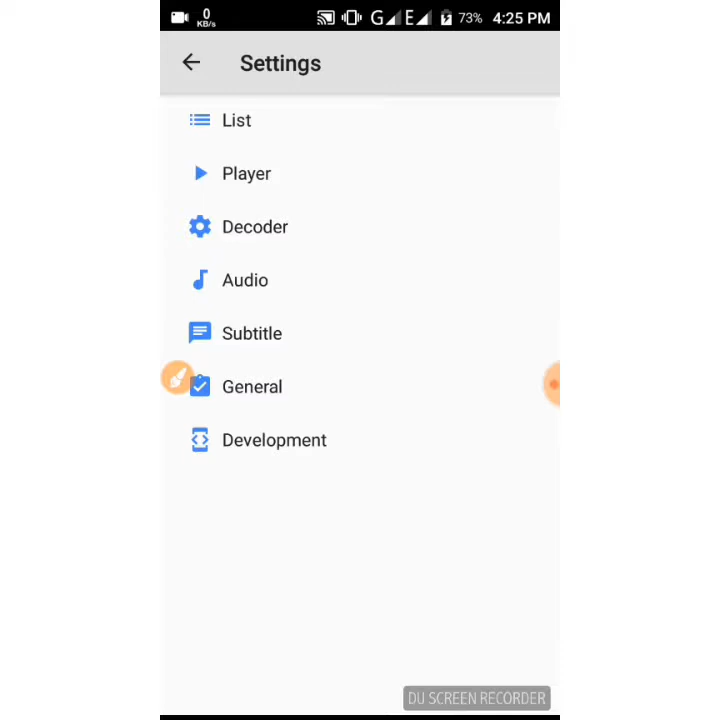 0 KB/s G E 73% 4:25 PM
Settings
List
Player
Decoder
Audio
Subtitle
General
Development
DU SCREEN RECORDER